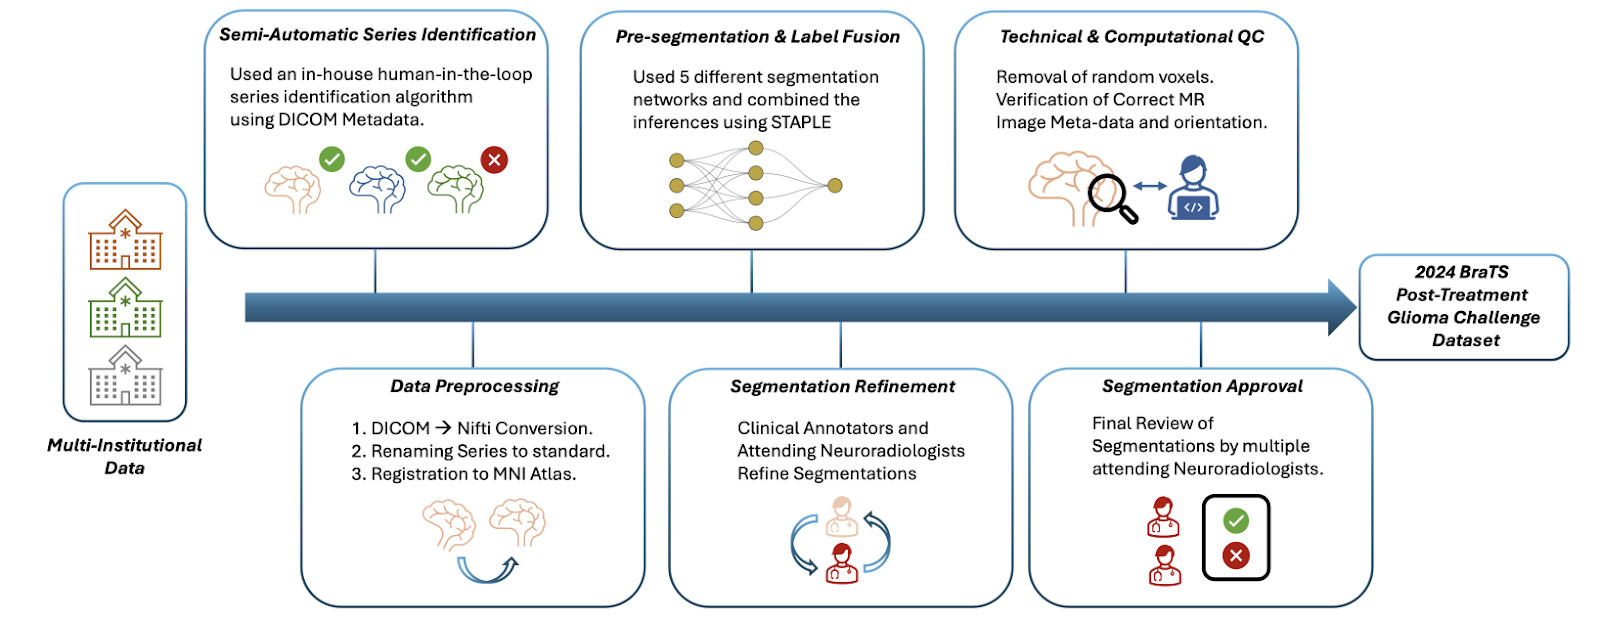 Semi-Automatic Series Identification
Used an in-house human-in-the-loop
series identification algorithm
using DICOM Metadata.
Pre-segmentation & Label Fusion
Used 5 different segmentation
networks and combined the
inferences using STAPLE
Technical & Computational QC
Removal of random voxels.
Verification of Correct MR
Image Meta-data and orientation.
</>
Multi-Institutional
Data
2024 BraTS
Post-Treatment
Glioma Challenge
Dataset
Data Preprocessing
1. DICOM → Nifti Conversion.
2. Renaming Series to standard.
3. Registration to MNI Atlas.
Segmentation Refinement
Clinical Annotators and
Attending Neuroradiologists
Refine Segmentations
Segmentation Approval
Final Review of
Segmentations by multiple
attending Neuroradiologists.